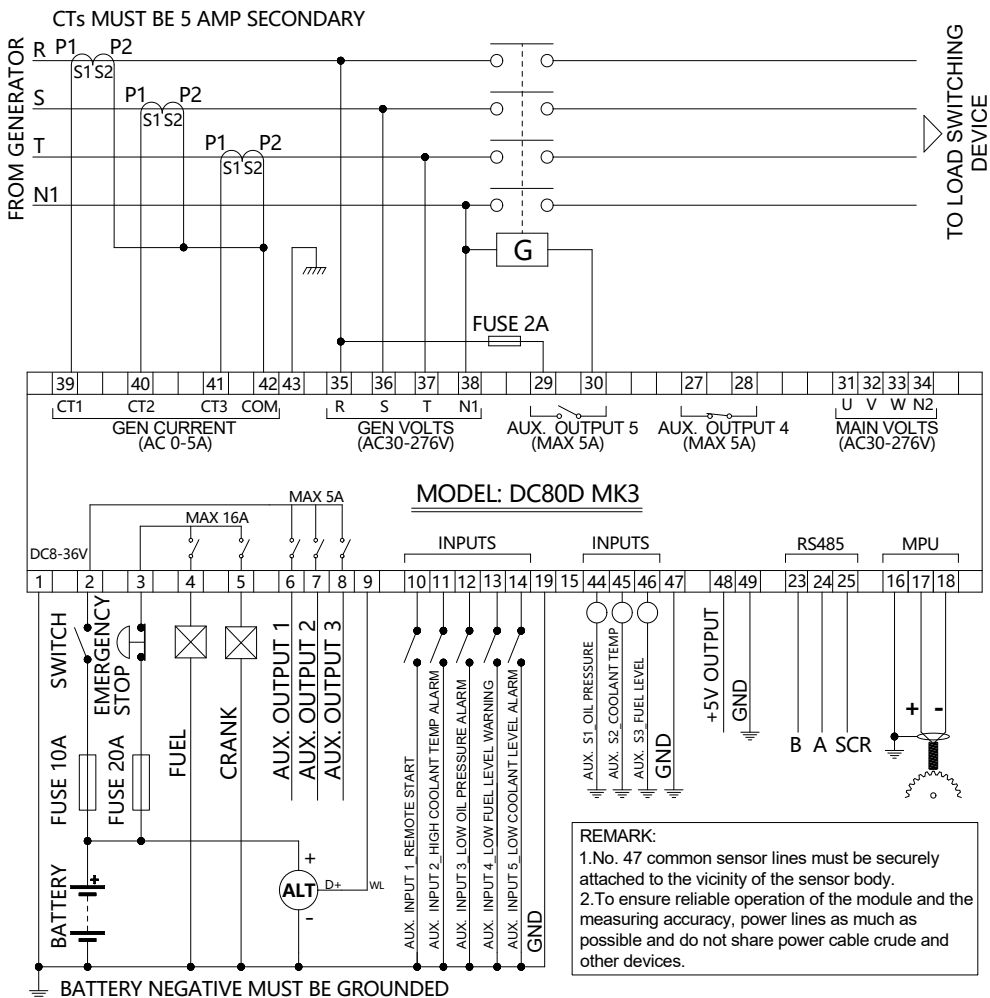 CTs MUST BE 5 AMP SECONDARY
FROM GENERATOR
R P1 P2
S1 S2
S P1 P2
S1 S2
T P1 P2
S1 S2
N1
TO LOAD SWITCHING
DEVICE
G
FUSE 2A
39 40 41 42 43 35 36 37 38 29 30 27 28 31 32 33 34
CT1 CT2 CT3 COM R S T N1 U V W N2
GEN CURRENT
(AC 0-5A)
GEN VOLTS
(AC30-276V)
AUX. OUTPUT 5
(MAX 5A)
AUX. OUTPUT 4
(MAX 5A)
MAIN VOLTS
(AC30-276V)
MODEL: DC80D MK3
MAX 5A
MAX 16A
DC8-36V
INPUTS
INPUTS
RS485
MPU
1 2 3 4 5 6 7 8 9 10 11 12 13 14 19 15 44 45 46 47 48 49 23 24 25 16 17 18
SWITCH
EMERGENCY
STOP
FUSE 10A
FUSE 20A
FUEL
CRANK
AUX. OUTPUT 1
AUX. OUTPUT 2
AUX. OUTPUT 3
BATTERY
+
+
ALT
-
D+
WL
AUX. INPUT 1_REMOTE START
AUX. INPUT 2_HIGH COOLANT TEMP ALARM
AUX. INPUT 3_LOW OIL PRESSURE ALARM
AUX. INPUT 4_LOW FUEL LEVEL WARNING
AUX. INPUT 5_LOW COOLANT LEVEL ALARM
GND
AUX. S1_OIL PRESSURE
AUX. S2_COOLANT TEMP
AUX. S3_FUEL LEVEL
GND
+5V OUTPUT
GND
B A SCR
+ -
REMARK:
1.No. 47 common sensor lines must be securely
attached to the vicinity of the sensor body.
2.To ensure reliable operation of the module and the
measuring accuracy, power lines as much as
possible and do not share power cable crude and
other devices.
BATTERY NEGATIVE MUST BE GROUNDED